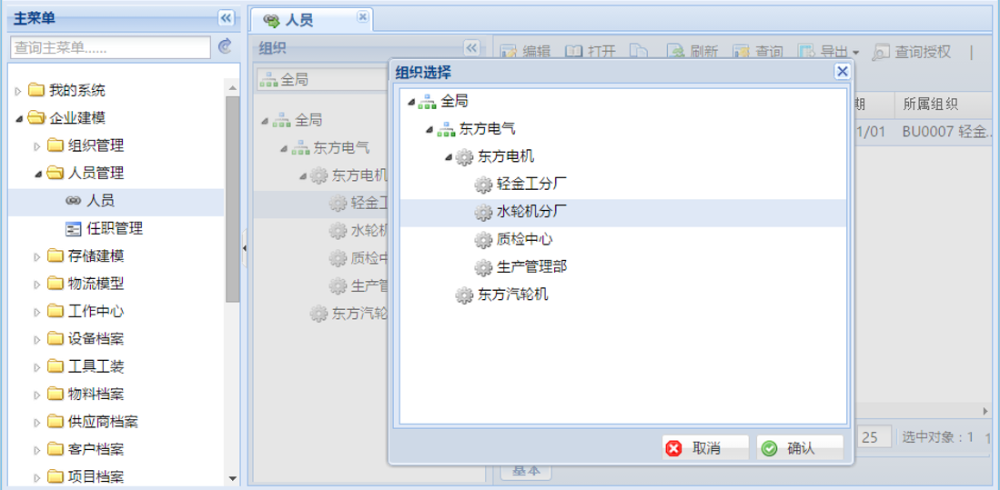 主菜单
查询主菜单......
我的系统
企业建模
组织管理
人员管理
人员
任职管理
存储建模
物流模型
工作中心
设备档案
工具工装
物料档案
供应商档案
客户档案
项目档案
人员
组织
全局
全局
东方电气
东方电机
轻金工
水轮机
质检中
生产管
东方汽轮
编辑 打开 刷新 查询 导出 查询授权
期 所属组织
1/01 BU0007 轻金..
组织选择
全局
东方电气
东方电机
轻金工分厂
水轮机分厂
质检中心
生产管理部
东方汽轮机
取消 确认
25 选中对象：1 1
基本